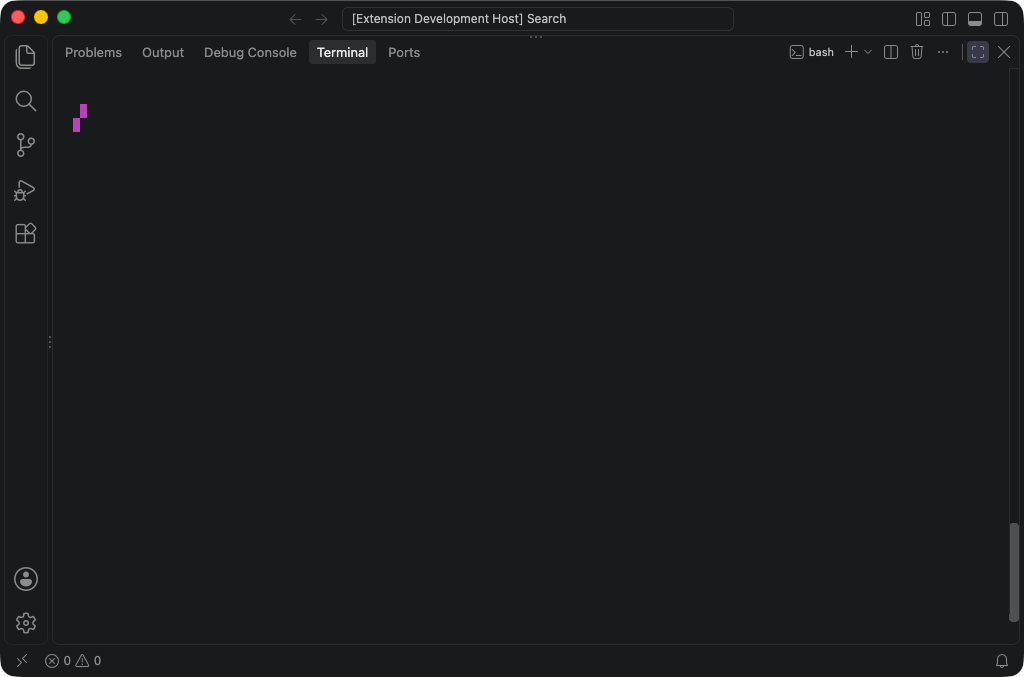 [Extension Development Host] Search
Problems Output Debug Console Terminal Ports bash
0 0